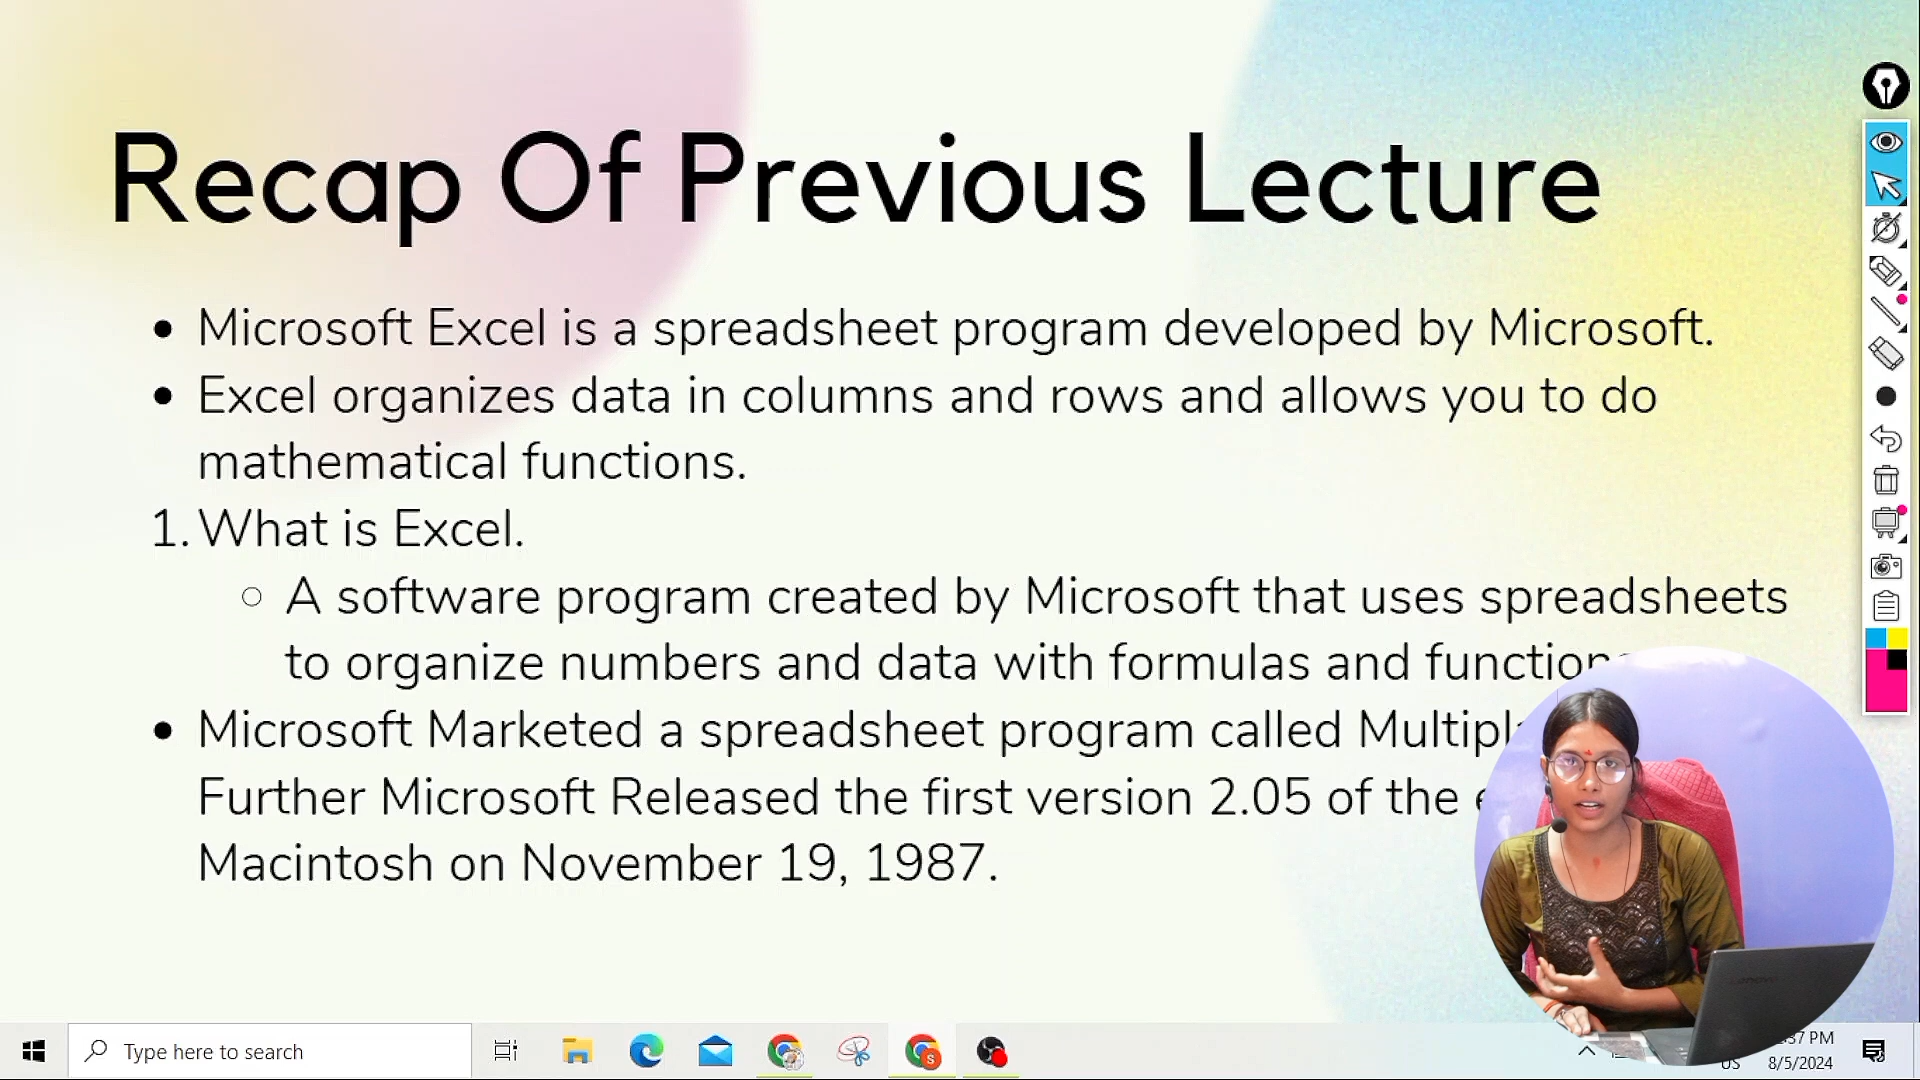 Recap Of Previous Lecture
• Microsoft Excel is a spreadsheet program developed by Microsoft.
• Excel organizes data in columns and rows and allows you to do
mathematical functions.
1. What is Excel.
○ A software program created by Microsoft that uses spreadsheets
to organize numbers and data with formulas and
• Microsoft Marketed a spreadsheet program called
Further Microsoft Released the first version 2.05 of the
Macintosh on November 19, 1987.
Type here to search
37 PM
US 8/5/2024